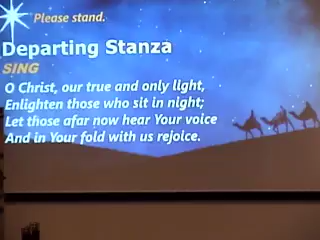 Please stand.
Departing Stanza
SING
O Christ, our true and only light,
Enlighten those who sit in night;
Let those afar now hear Your voice
And in Your fold with us rejoice.